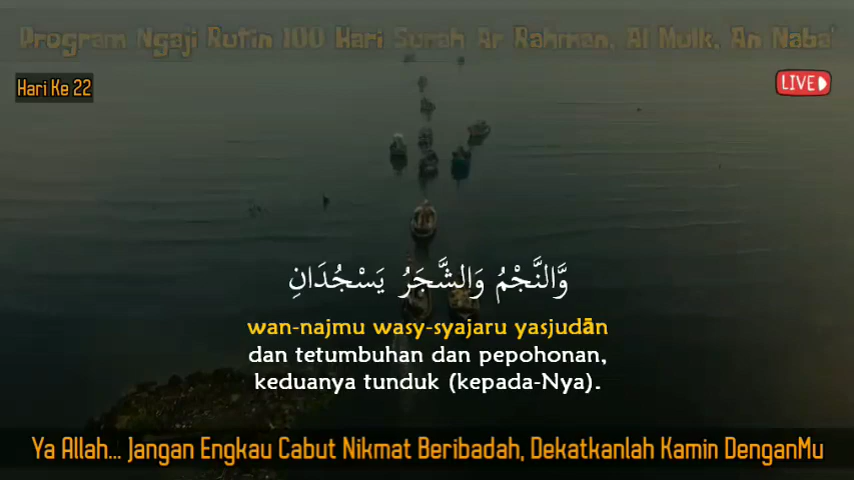 Program Ngaji Rutin 100 Hari Surah Ar Rahman, Al Mulk, An Naba'
Hari Ke 22
LIVE
وَّالنَّجْمُ وَالشَّجَرُ يَسْجُدَانِ
wan-najmu wasy-syajaru yasjudān
dan tetumbuhan dan pepohonan,
keduanya tunduk (kepada-Nya).
Ya Allah... Jangan Engkau Cabut Nikmat Beribadah, Dekatkanlah Kamin DenganMu